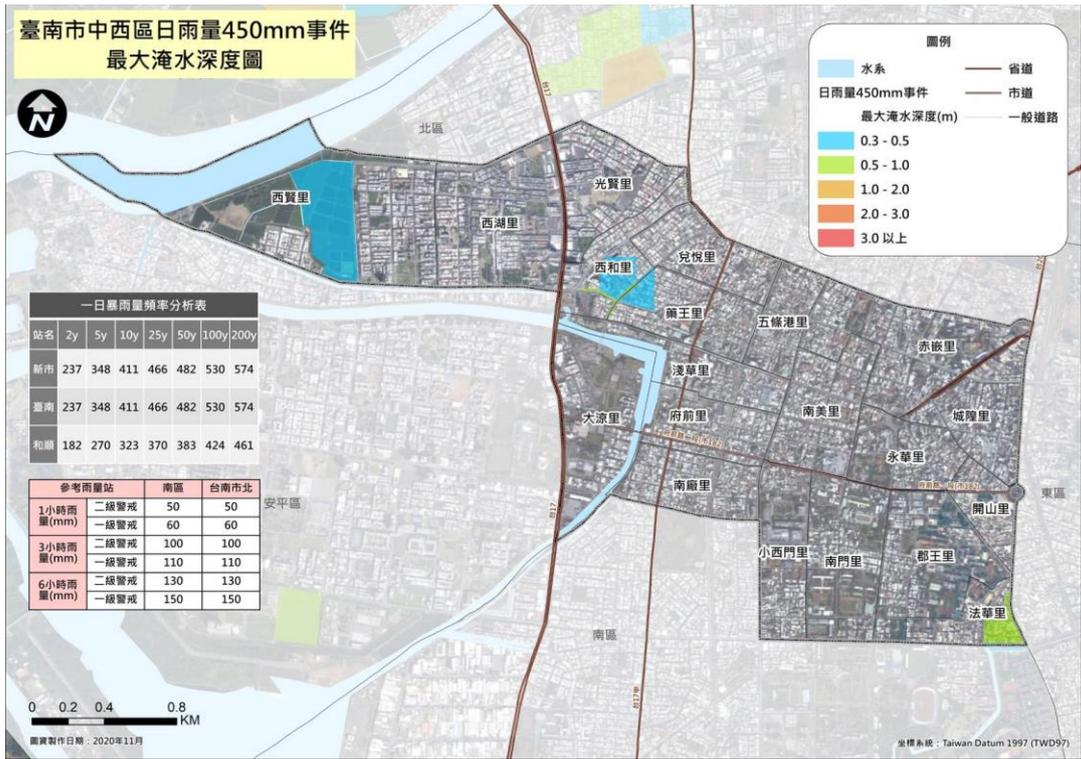 臺南市中西區日雨量450mm事件
最大淹水深度圖
N
圖例
水系
省道
日雨量450mm事件
市道
最大淹水深度(m)
一般道路
0.3 - 0.5
0.5 - 1.0
1.0 - 2.0
2.0 - 3.0
3.0 以上
北區
台17
西賢里
西湖里
光賢里
西和里
兌悅里
藥王里
五條港里
赤嵌里
淺草里
大涼里
府前里
南美里
城隍里
永華里
南廠里
開山里
東區
小西門里
南門里
郡王里
法華里
安平區
南區
台17
台17甲
一日暴雨量頻率分析表
站名 2y 5y 10y 25y 50y 100y 200y
新市 237 348 411 466 482 530 574
臺南 237 348 411 466 482 530 574
和順 182 270 323 370 383 424 461
參考雨量站 南區 台南市北
1小時雨量(mm) 二級警戒 50 50
一級警戒 60 60
3小時雨量(mm) 二級警戒 100 100
一級警戒 110 110
6小時雨量(mm) 二級警戒 130 130
一級警戒 150 150
0 0.2 0.4 0.8
KM
圖資製作日期：2020年11月
坐標系統：Taiwan Datum 1997 (TWD97)